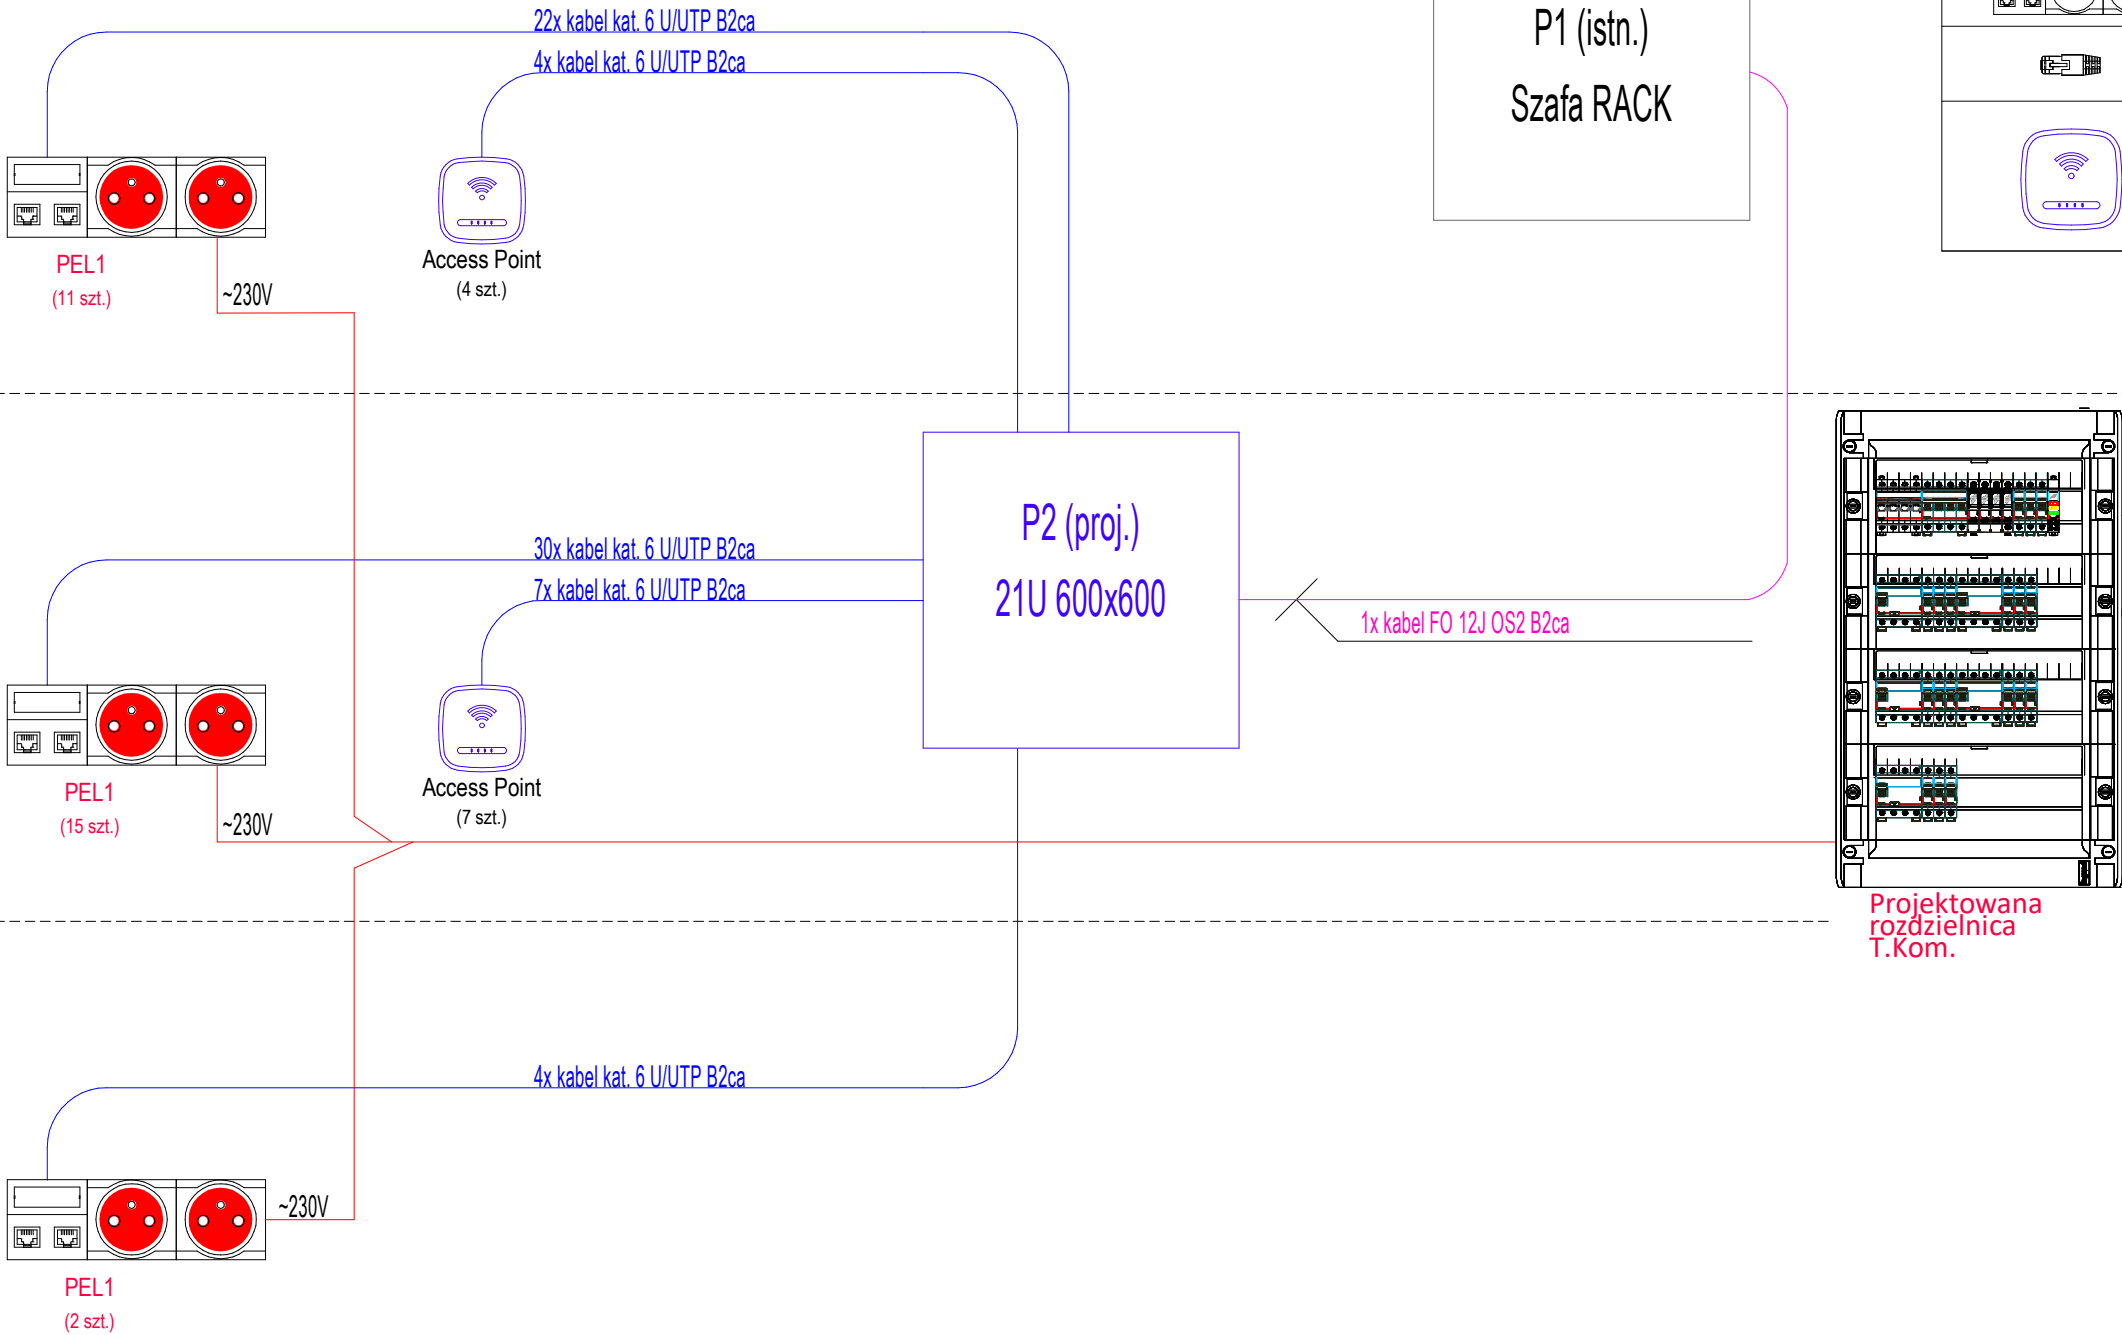 22x kabel kat. 6 U/UTP B2ca
4x kabel kat. 6 U/UTP B2ca
P1 (istn.)
Szafa RACK
PEL1
(11 szt.)
~230V
Access Point
(4 szt.)
30x kabel kat. 6 U/UTP B2ca
7x kabel kat. 6 U/UTP B2ca
P2 (proj.)
21U 600x600
1x kabel FO 12J OS2 B2ca
PEL1
(15 szt.)
~230V
Access Point
(7 szt.)
Projektowana
rozdzielnica
T.Kom.
4x kabel kat. 6 U/UTP B2ca
~230V
PEL1
(2 szt.)